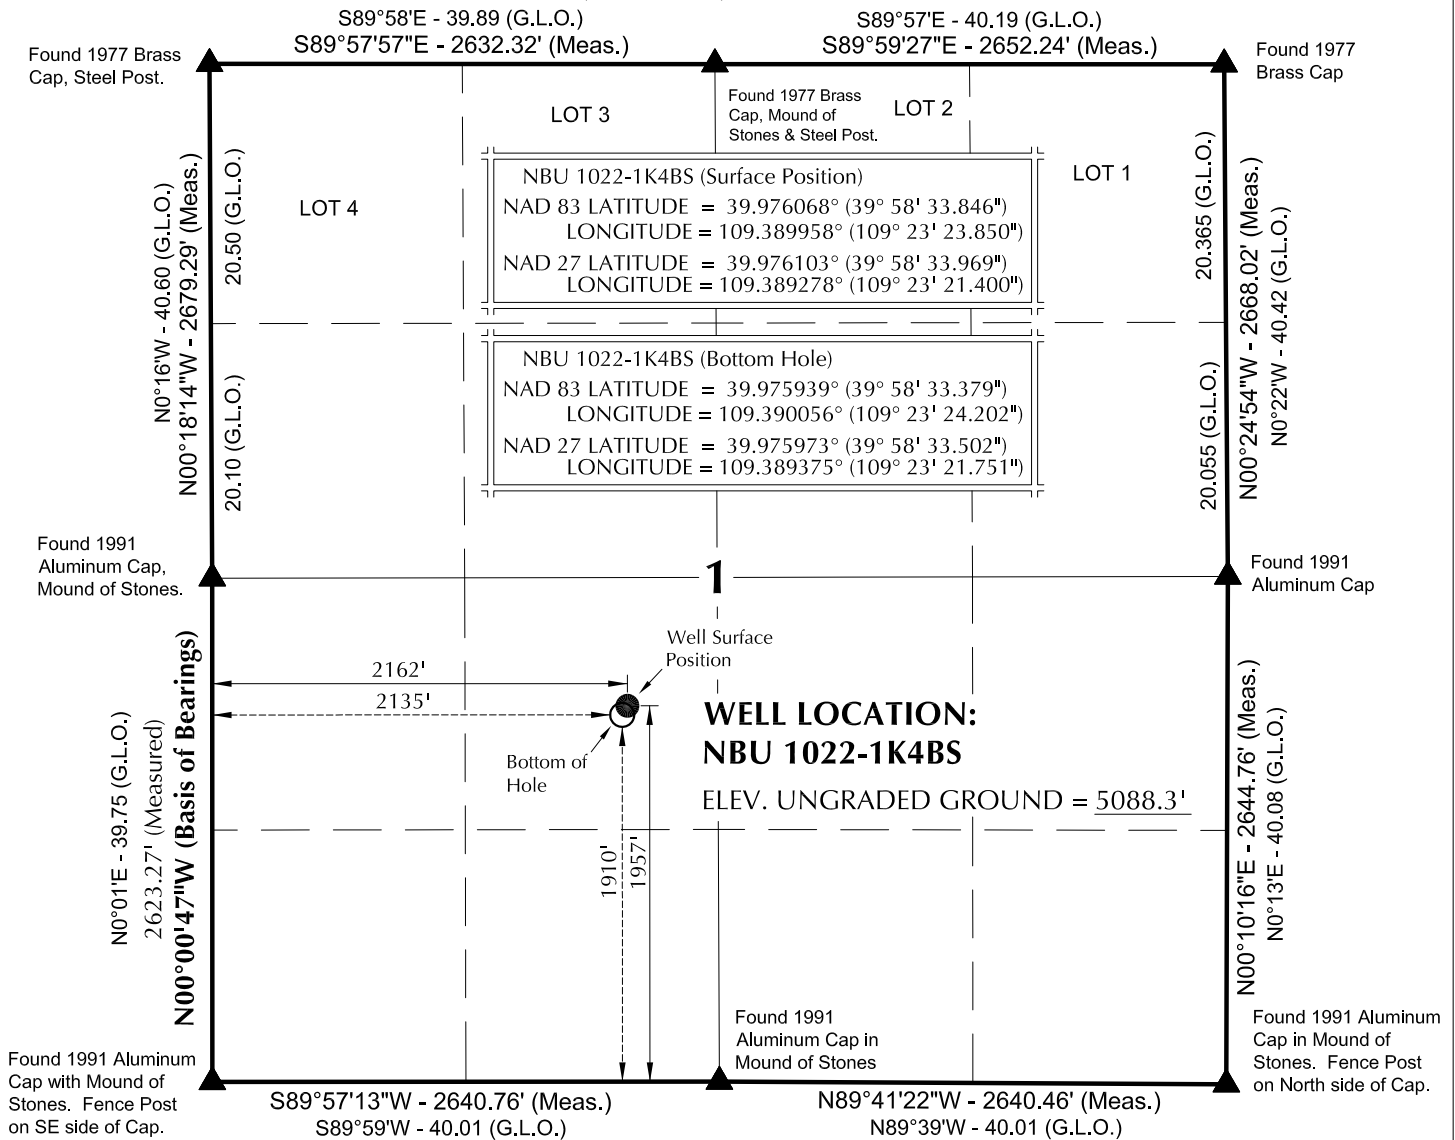 S89°58'E - 39.89 (G.L.O.)
S89°57'57"E - 2632.32' (Meas.)
S89°57'E - 40.19 (G.L.O.)
S89°59'27"E - 2652.24' (Meas.)
Found 1977 Brass
Cap, Steel Post.
Found 1977
Brass Cap
Found 1977 Brass
Cap, Mound of
Stones & Steel Post.
LOT 3
LOT 2
LOT 1
LOT 4
NBU 1022-1K4BS (Surface Position)
NAD 83 LATITUDE = 39.976068° (39° 58' 33.846")
LONGITUDE = 109.389958° (109° 23' 23.850")
NAD 27 LATITUDE = 39.976103° (39° 58' 33.969")
LONGITUDE = 109.389278° (109° 23' 21.400")
NBU 1022-1K4BS (Bottom Hole)
NAD 83 LATITUDE = 39.975939° (39° 58' 33.379")
LONGITUDE = 109.390056° (109° 23' 24.202")
NAD 27 LATITUDE = 39.975973° (39° 58' 33.502")
LONGITUDE = 109.389375° (109° 23' 21.751")
N0°16'W - 40.60 (G.L.O.)
N00°18'14"W - 2679.29' (Meas.)
20.50 (G.L.O.)
20.10 (G.L.O.)
20.365 (G.L.O.)
20.055 (G.L.O.)
N00°24'54"W - 2668.02' (Meas.)
N0°22'W - 40.42 (G.L.O.)
Found 1991
Aluminum Cap,
Mound of Stones.
1
Found 1991
Aluminum Cap
Well Surface
Position
2162'
2135'
Bottom of
Hole
WELL LOCATION:
NBU 1022-1K4BS
ELEV. UNGRADED GROUND = 5088.3'
1910'
1957'
N0°01'E - 39.75 (G.L.O.)
2623.27' (Measured)
N00°00'47"W (Basis of Bearings)
N00°10'16"E - 2644.76' (Meas.)
N0°13'E - 40.08 (G.L.O.)
Found 1991 Aluminum
Cap with Mound of
Stones. Fence Post
on SE side of Cap.
Found 1991
Aluminum Cap in
Mound of Stones
Found 1991 Aluminum
Cap in Mound of
Stones. Fence Post
on North side of Cap.
S89°57'13"W - 2640.76' (Meas.)
S89°59'W - 40.01 (G.L.O.)
N89°41'22"W - 2640.46' (Meas.)
N89°39'W - 40.01 (G.L.O.)